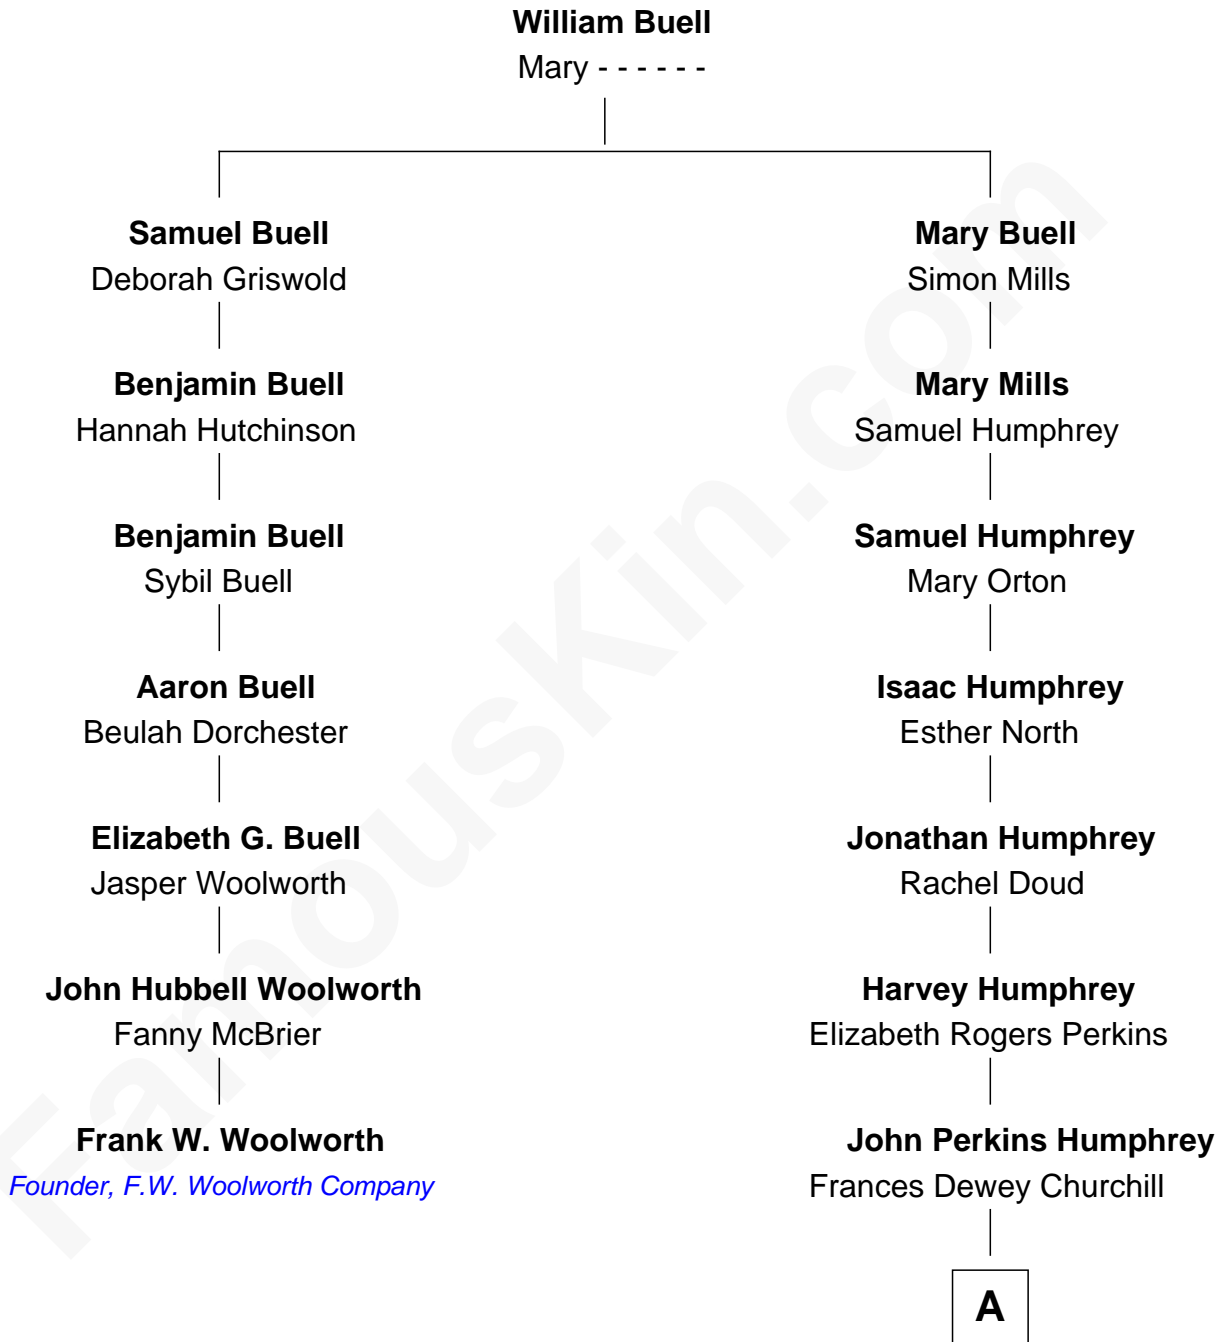 William Buell
Mary - - - - - -
Samuel Buell
Deborah Griswold
Mary Buell
Simon Mills
Benjamin Buell
Hannah Hutchinson
Mary Mills
Samuel Humphrey
Benjamin Buell
Sybil Buell
Samuel Humphrey
Mary Orton
Aaron Buell
Beulah Dorchester
Isaac Humphrey
Esther North
Elizabeth G. Buell
Jasper Woolworth
Jonathan Humphrey
Rachel Doud
John Hubbell Woolworth
Fanny McBrier
Harvey Humphrey
Elizabeth Rogers Perkins
Frank W. Woolworth
Founder, F.W. Woolworth Company
John Perkins Humphrey
Frances Dewey Churchill
A
FamousKin.com